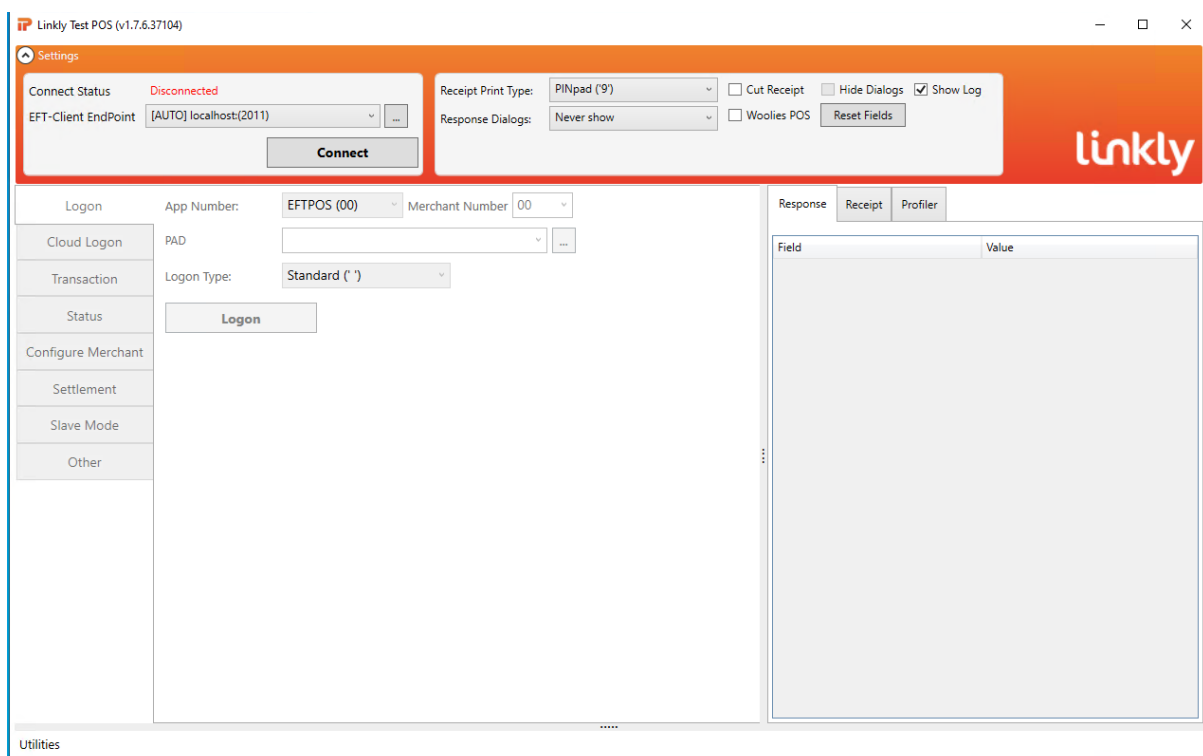 Linkly Test POS (v1.7.6.37104)
Settings
Connect Status Disconnected
EFT-Client EndPoint [AUTO] localhost:(2011) ...
Connect
Receipt Print Type: PINpad ('9') Cut Receipt Hide Dialogs Show Log
Response Dialogs: Never show Woolies POS Reset Fields
linkly
Logon
Cloud Logon
Transaction
Status
Configure Merchant
Settlement
Slave Mode
Other
App Number: EFTPOS (00) Merchant Number 00
PAD ...
Logon Type: Standard (' ')
Logon
Response Receipt Profiler
Field Value
Utilities